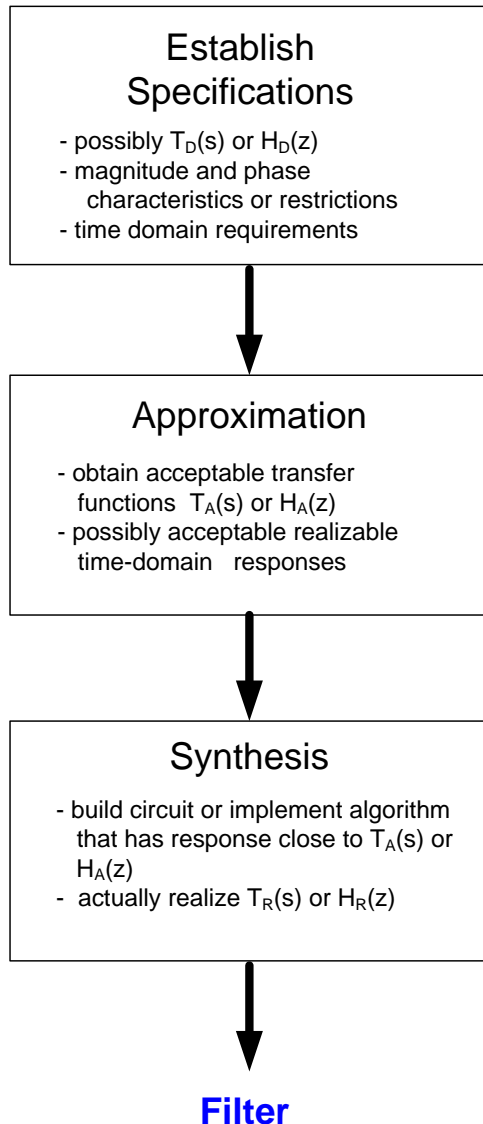 Establish
Specifications
- possibly T_D(s) or H_D(z)
- magnitude and phase
characteristics or restrictions
- time domain requirements
Approximation
- obtain acceptable transfer
functions T_A(s) or H_A(z)
- possibly acceptable realizable
time-domain responses
Synthesis
- build circuit or implement algorithm
that has response close to T_A(s) or
H_A(z)
- actually realize T_R(s) or H_R(z)
Filter